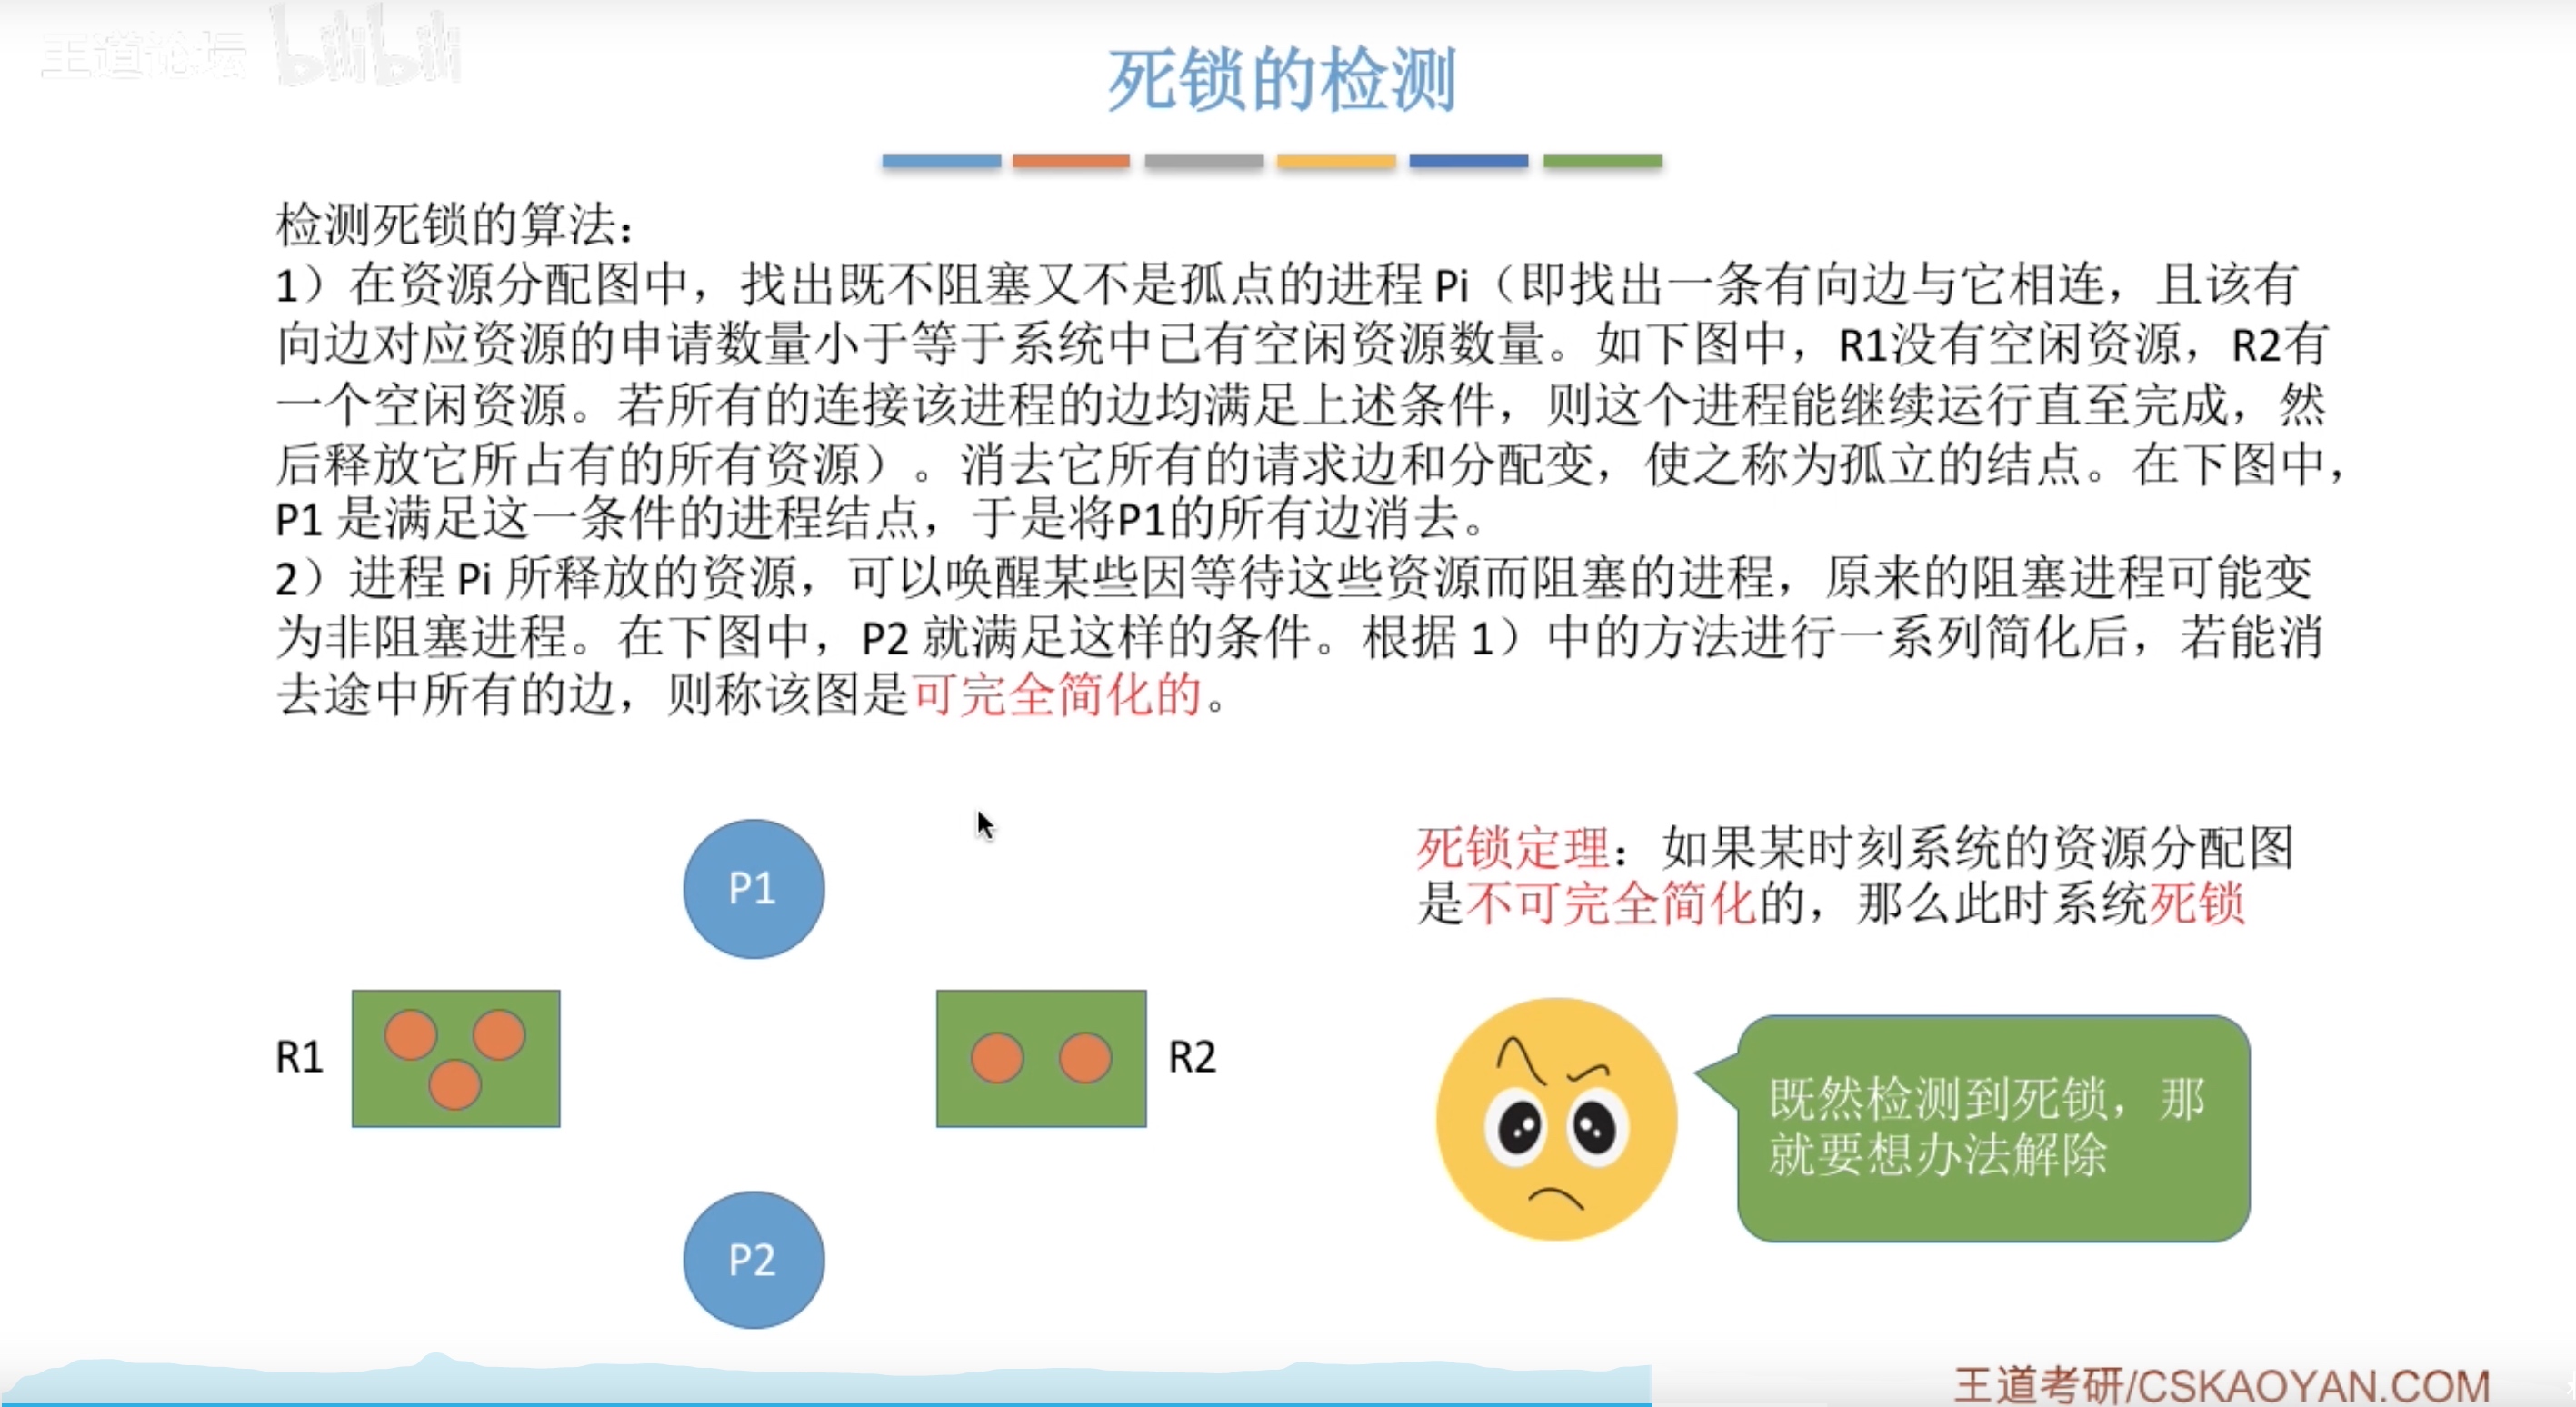 王道论坛 bilibili
死锁的检测
检测死锁的算法：
1）在资源分配图中，找出既不阻塞又不是孤点的进程 Pi（即找出一条有向边与它相连，且该有
向边对应资源的申请数量小于等于系统中已有空闲资源数量。如下图中，R1没有空闲资源，R2有
一个空闲资源。若所有的连接该进程的边均满足上述条件，则这个进程能继续运行直至完成，然
后释放它所占有的所有资源）。消去它所有的请求边和分配变，使之称为孤立的结点。在下图中，
P1 是满足这一条件的进程结点，于是将P1的所有边消去。
2）进程 Pi 所释放的资源，可以唤醒某些因等待这些资源而阻塞的进程，原来的阻塞进程可能变
为非阻塞进程。在下图中，P2 就满足这样的条件。根据 1）中的方法进行一系列简化后，若能消
去途中所有的边，则称该图是可完全简化的。
死锁定理：如果某时刻系统的资源分配图
是不可完全简化的，那么此时系统死锁
P1
R1
R2
P2
既然检测到死锁，那
就要想办法解除
王道考研/CSKAOYAN.COM